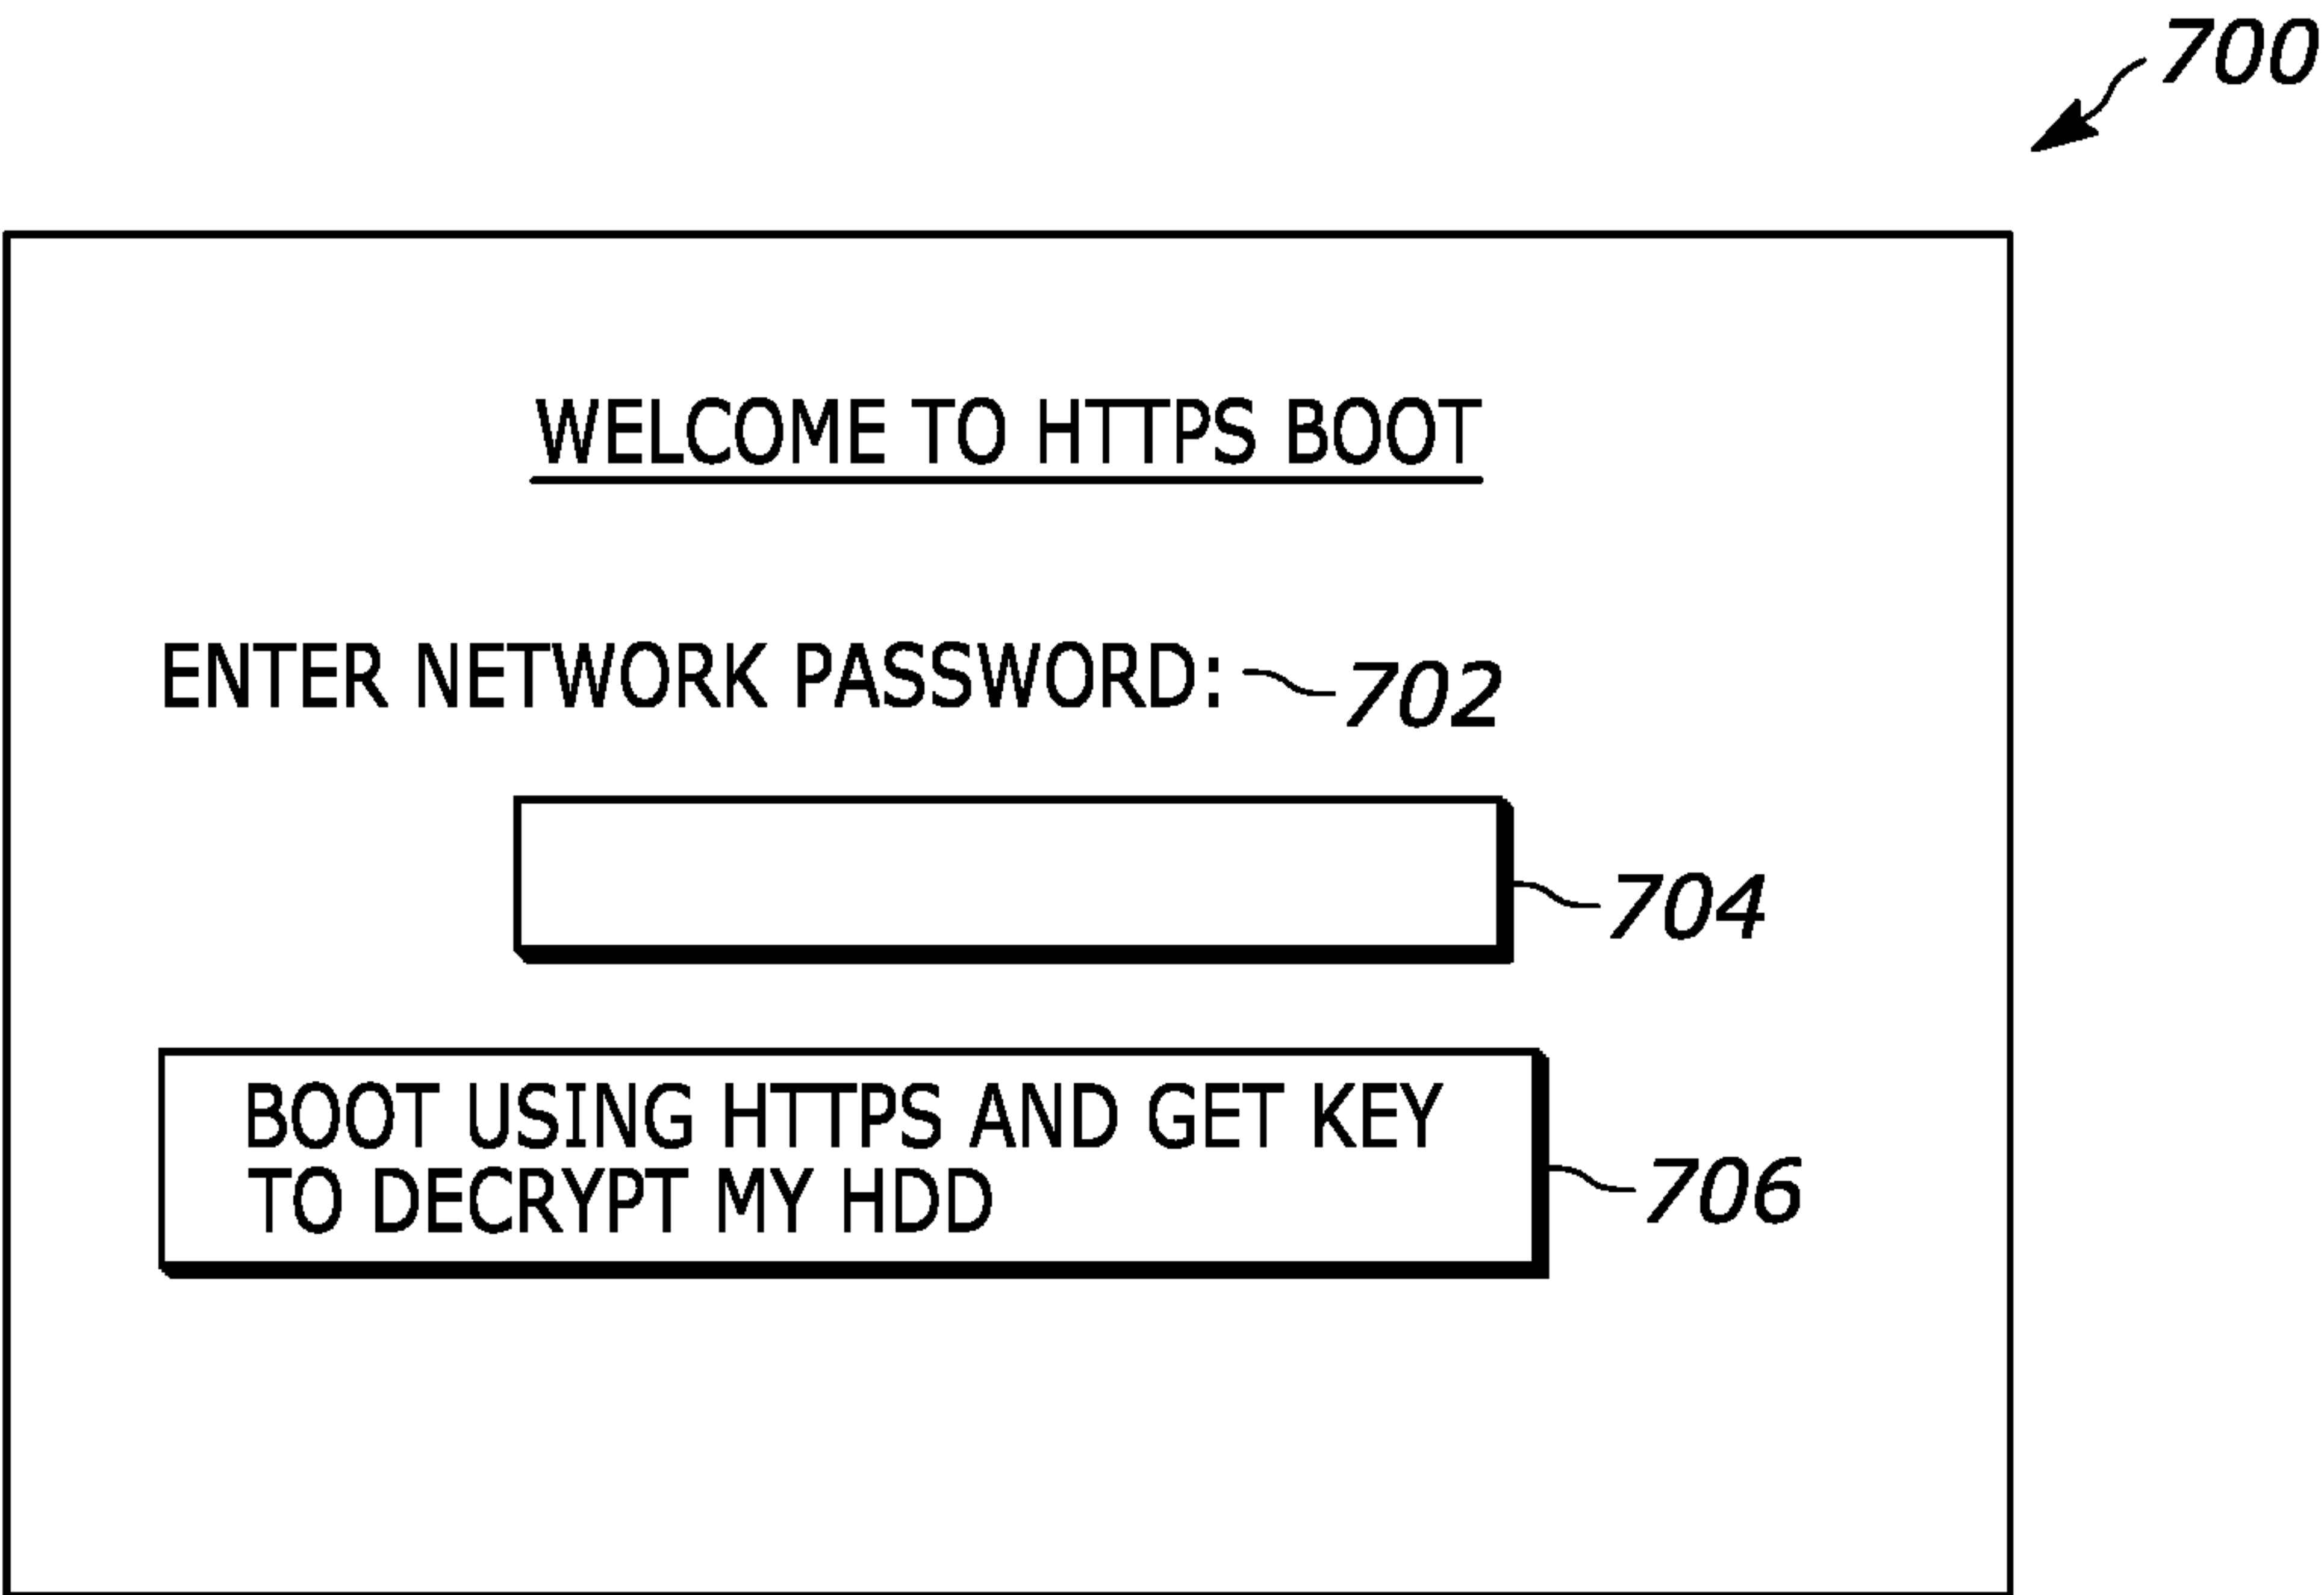 700
WELCOME TO HTTPS BOOT
ENTER NETWORK PASSWORD: 702
704
BOOT USING HTTPS AND GET KEY
TO DECRYPT MY HDD
706